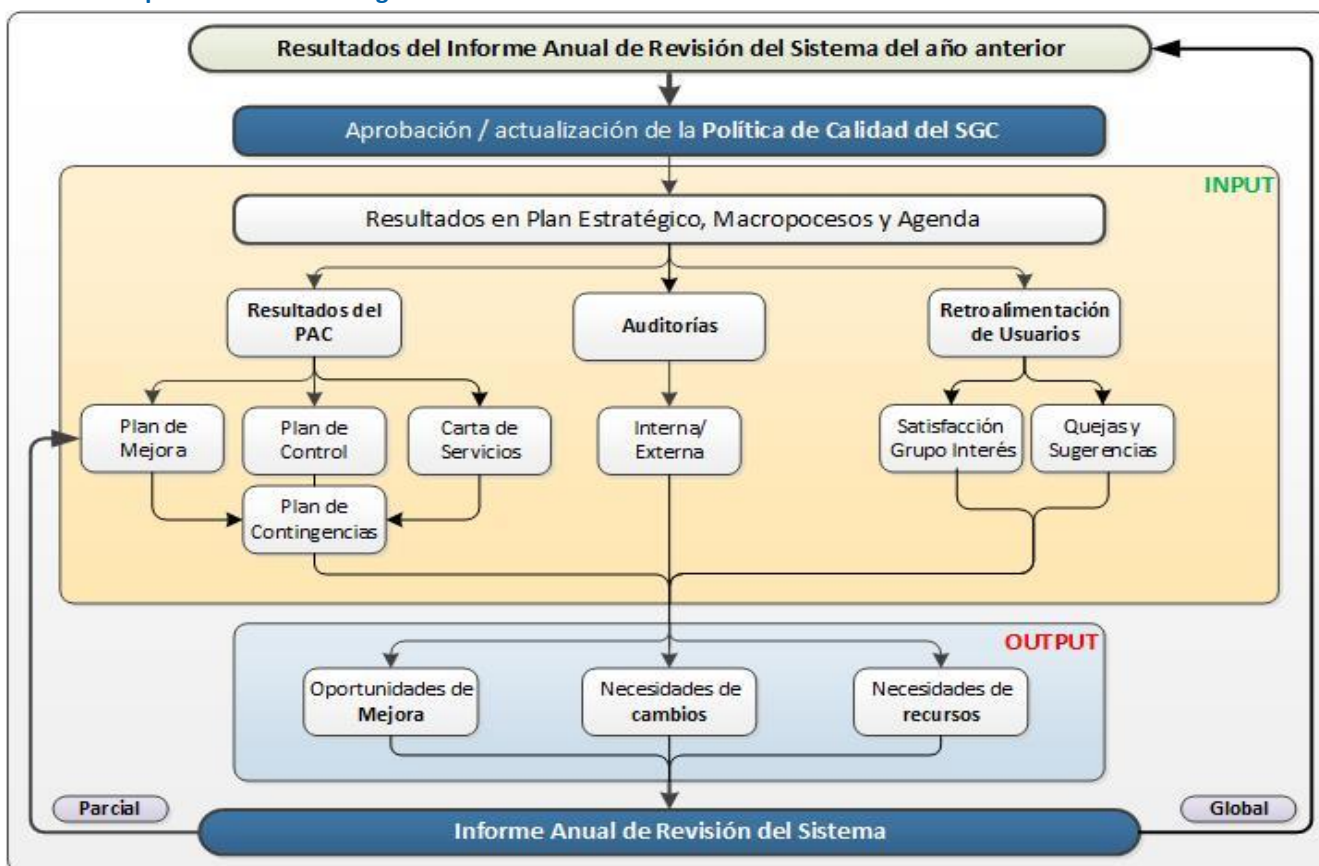 Resultados del Informe Anual de Revisión del Sistema del año anterior
Aprobación / actualización de la Política de Calidad del SGC
INPUT
Resultados en Plan Estratégico, Macropocesos y Agenda
Resultados del
PAC
Auditorías
Retroalimentación
de Usuarios
Plan de
Mejora
Plan de
Control
Carta de
Servicios
Interna/
Externa
Satisfacción
Grupo Interés
Quejas y
Sugerencias
Plan de
Contingencias
OUTPUT
Oportunidades de
Mejora
Necesidades de
cambios
Necesidades de
recursos
Parcial
Global
Informe Anual de Revisión del Sistema